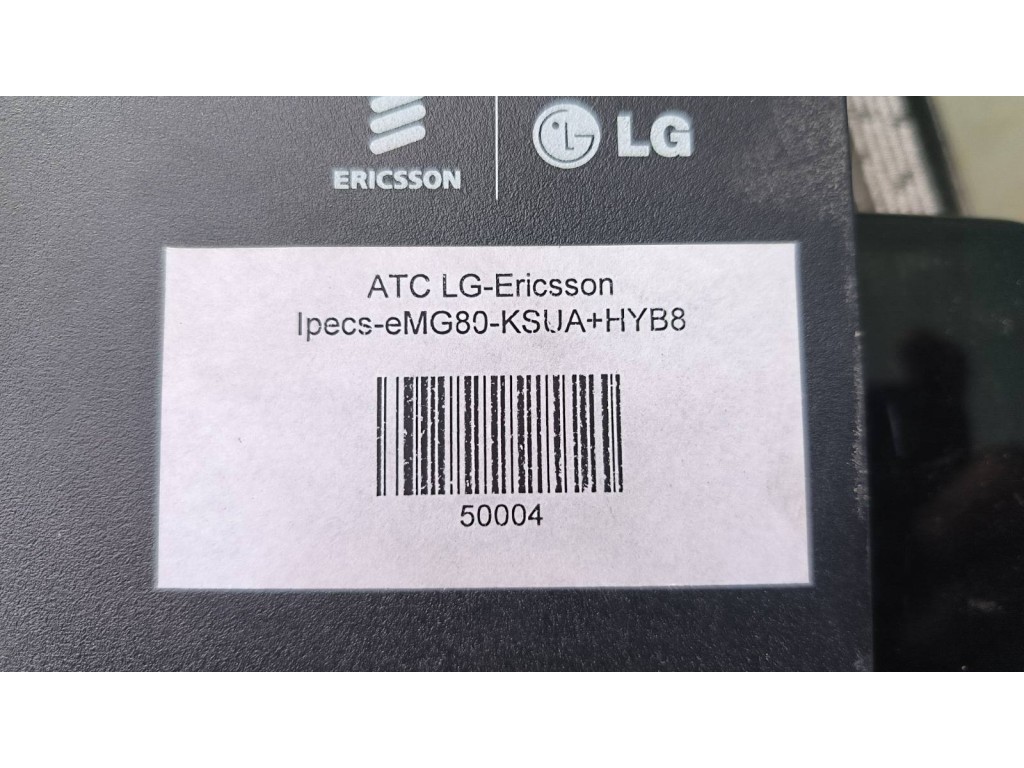 ERICSSON
LG
ATC LG-Ericsson
Ipecs-eMG80-KSUA+HYB8
50004